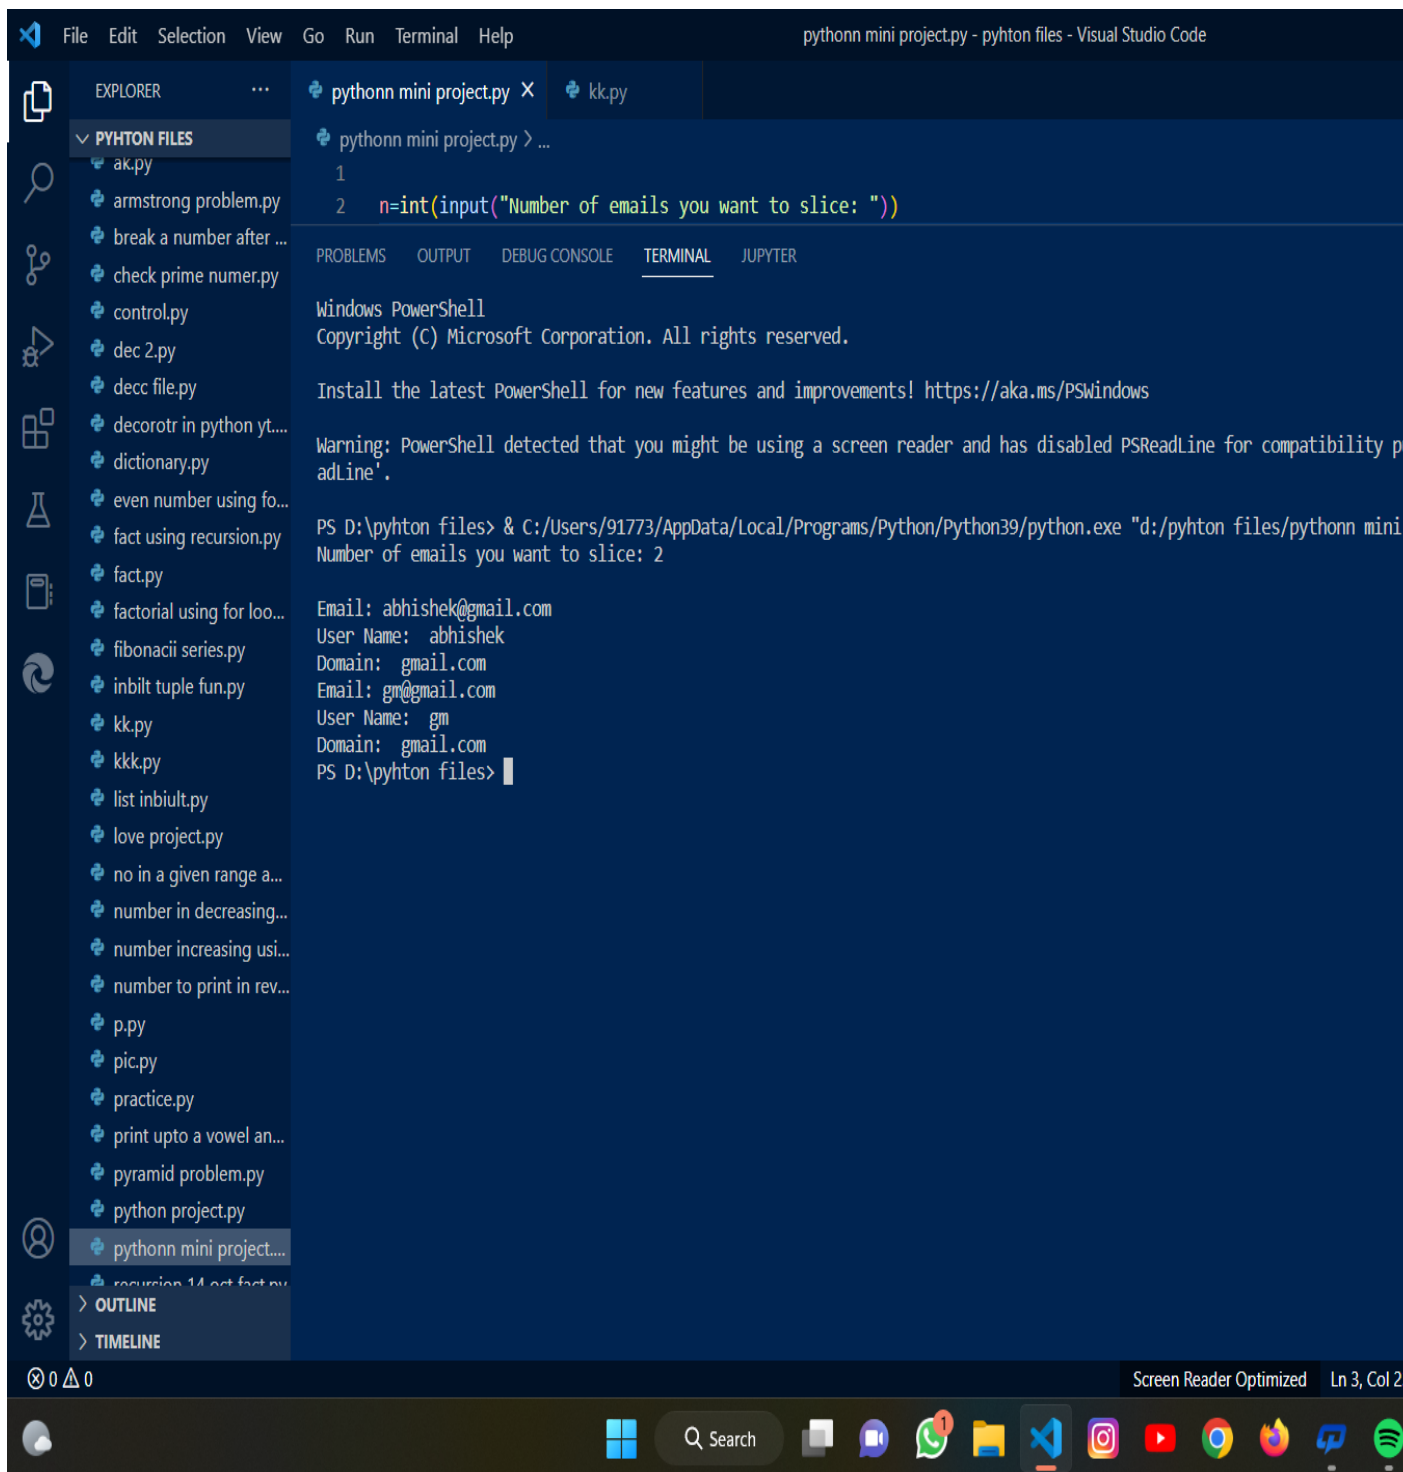 File Edit Selection View Go Run Terminal Help
pythonn mini project.py - pyhton files - Visual Studio Code
EXPLORER ...
PYHTON FILES
ak.py
armstrong problem.py
break a number after ...
check prime numer.py
control.py
dec 2.py
decc file.py
decorotr in python yt....
dictionary.py
even number using fo...
fact using recursion.py
fact.py
factorial using for loo...
fibonacii series.py
inbilt tuple fun.py
kk.py
kkk.py
list inbiult.py
love project.py
no in a given range a...
number in decreasing...
number increasing usi...
number to print in rev...
p.py
pic.py
practice.py
print upto a vowel an...
pyramid problem.py
python project.py
pythonn mini project....
recursion 14 oct fact.py
OUTLINE
TIMELINE
pythonn mini project.py × kk.py
pythonn mini project.py > ...
1
2 n=int(input("Number of emails you want to slice: "))
PROBLEMS OUTPUT DEBUG CONSOLE TERMINAL JUPYTER
Windows PowerShell
Copyright (C) Microsoft Corporation. All rights reserved.
Install the latest PowerShell for new features and improvements! https://aka.ms/PSWindows
Warning: PowerShell detected that you might be using a screen reader and has disabled PSReadLine for compatibility
adLine'.
PS D:\pyhton files> & C:/Users/91773/AppData/Local/Programs/Python/Python39/python.exe "d:/pyhton files/pythonn mini
Number of emails you want to slice: 2
Email: abhishek@gmail.com
User Name:  abhishek
Domain:  gmail.com
Email: gm@gmail.com
User Name:  gm
Domain:  gmail.com
PS D:\pyhton files>
0 0
Screen Reader Optimized Ln 3, Col 2
Search
1